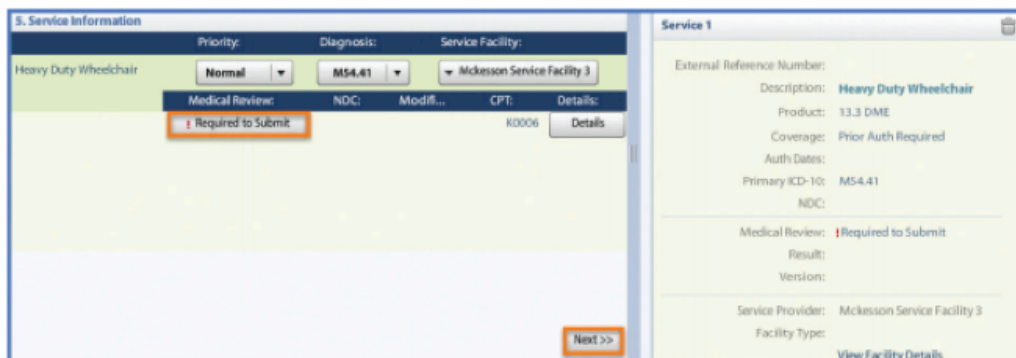 5. Service Information
Priority: Diagnosis: Service Facility:
Heavy Duty Wheelchair Normal M54.41 Mckesson Service Facility 3
Medical Review: NDC: Modifi... CPT: Details:
! Required to Submit K0006 Details
Next >>
Service 1
External Reference Number:
Description: Heavy Duty Wheelchair
Product: 13.3 DME
Coverage: Prior Auth Required
Auth Dates:
Primary ICD-10: M54.41
NDC:
Medical Review: ! Required to Submit
Result:
Version:
Service Provider: Mckesson Service Facility 3
Facility Type:
View Facility Details